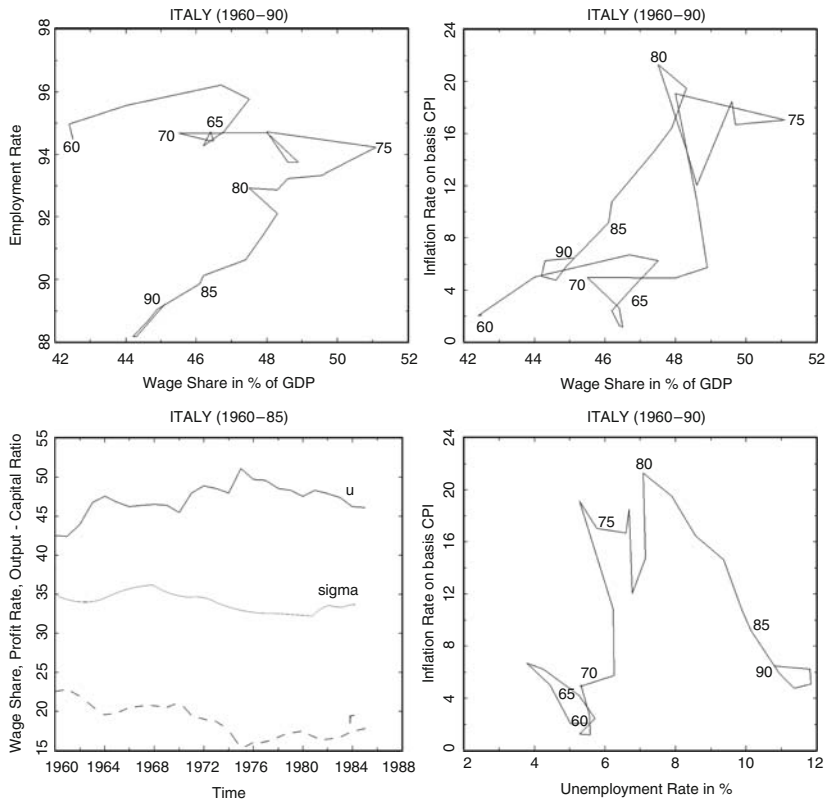 ITALY (1960–90)
Employment Rate
98
96
94
92
90
88
60
65
70
75
80
85
90
42 44 46 48 50 52
Wage Share in % of GDP
ITALY (1960–90)
Inflation Rate on basis CPI
24
20
16
12
8
4
0
80
75
85
90
70
65
60
42 44 46 48 50 52
Wage Share in % of GDP
ITALY (1960–85)
Wage Share, Profit Rate, Output - Capital Ratio
55
50
45
40
35
30
25
20
15
u
sigma
r
1960 1964 1968 1972 1976 1980 1984 1988
Time
ITALY (1960–90)
Inflation Rate on basis CPI
24
20
16
12
8
4
0
80
75
85
70
90
65
60
2 4 6 8 10 12
Unemployment Rate in %